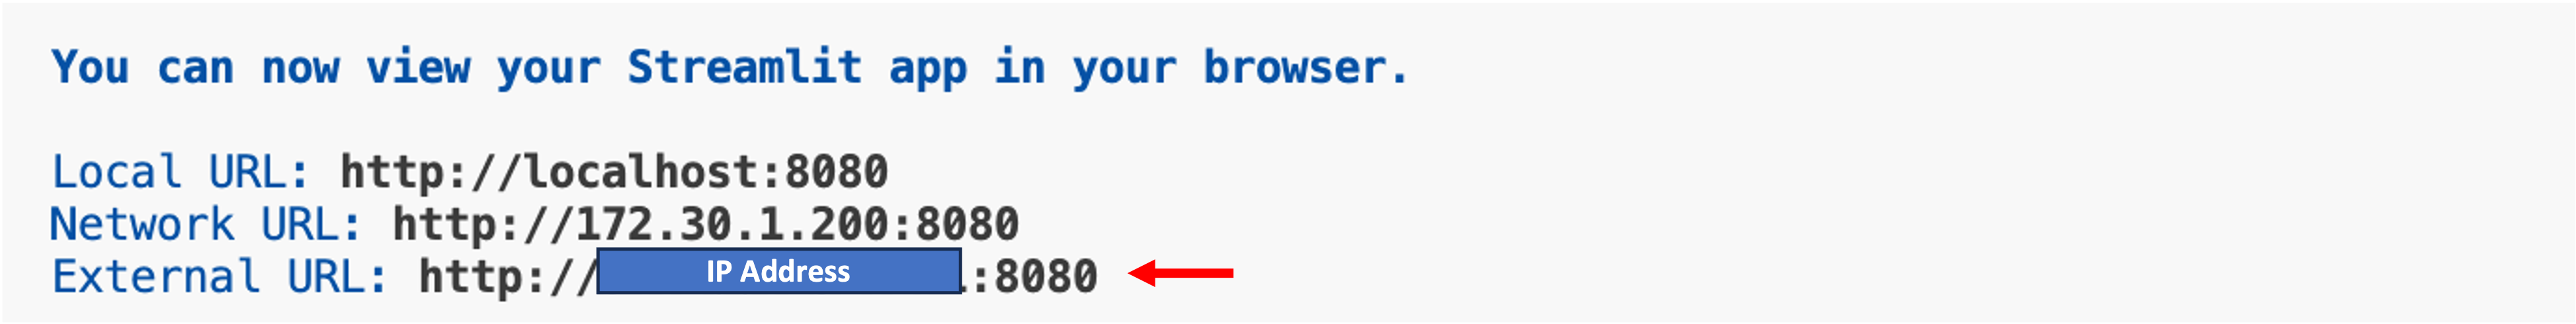 You can now view your Streamlit app in your browser.
Local URL: http://localhost:8080
Network URL: http://172.30.1.200:8080
External URL: http://IP Address:8080